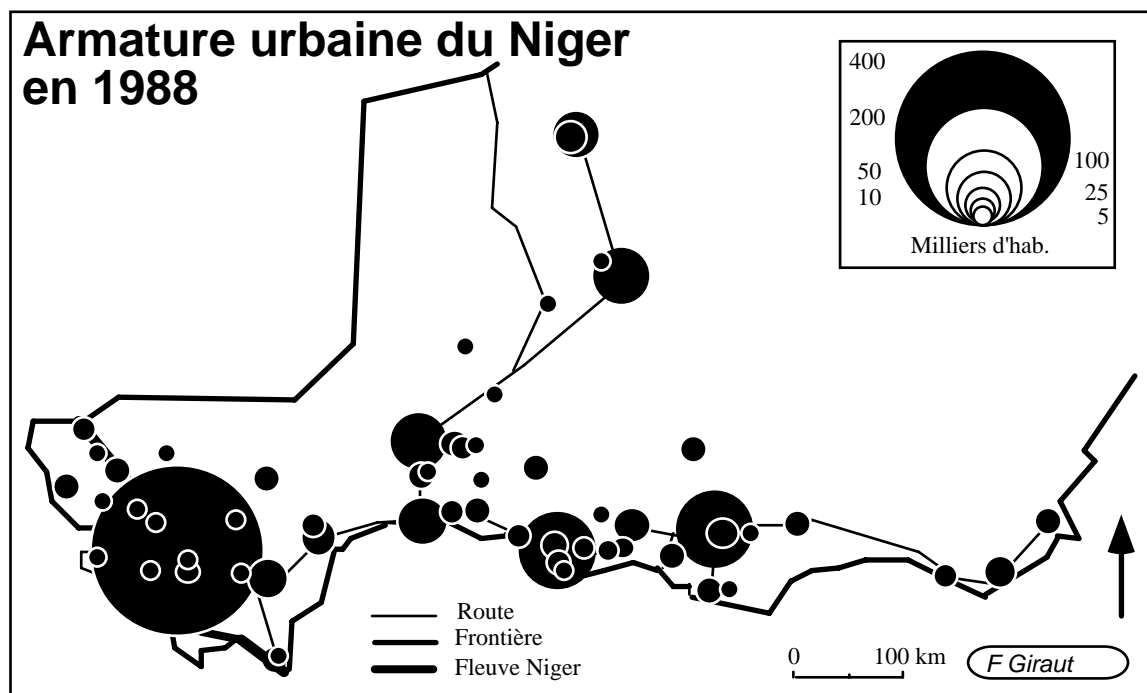 Armature urbaine du Niger
en 1988
400
200
50
10
100
25
5
Milliers d'hab.
Route
Frontière
Fleuve Niger
0 100 km
F Giraut